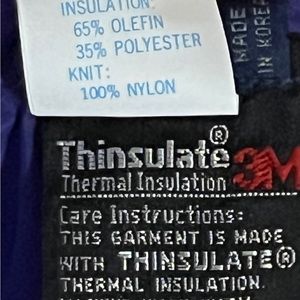 INSULATION:
65% OLEFIN
35% POLYESTER
KNIT:
100% NYLON
MADE
IN KOREA
Thinsulate®
Thermal Insulation
3M
Care Instructions:
THIS GARMENT IS MADE
WITH THINSULATE®
THERMAL INSULATION.